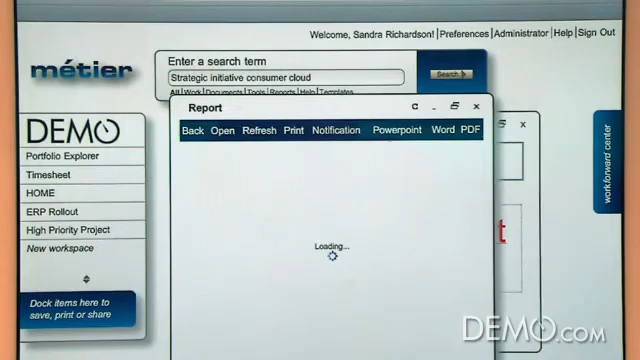 Welcome, Sandra Richardson! | Preferences | Administrator | Help | Sign Out
métier
Enter a search term
Strategic initiative consumer cloud
Search
All | Work | Documents | Tools | Reports | Help | Templates
Report
Back Open Refresh Print Notification Powerpoint Word PDF
DEMO
Portfolio Explorer
Timesheet
HOME
ERP Rollout
High Priority Project
New workspace
Dock items here to
save, print or share
workforward center
Loading...
t
DEMO.COM